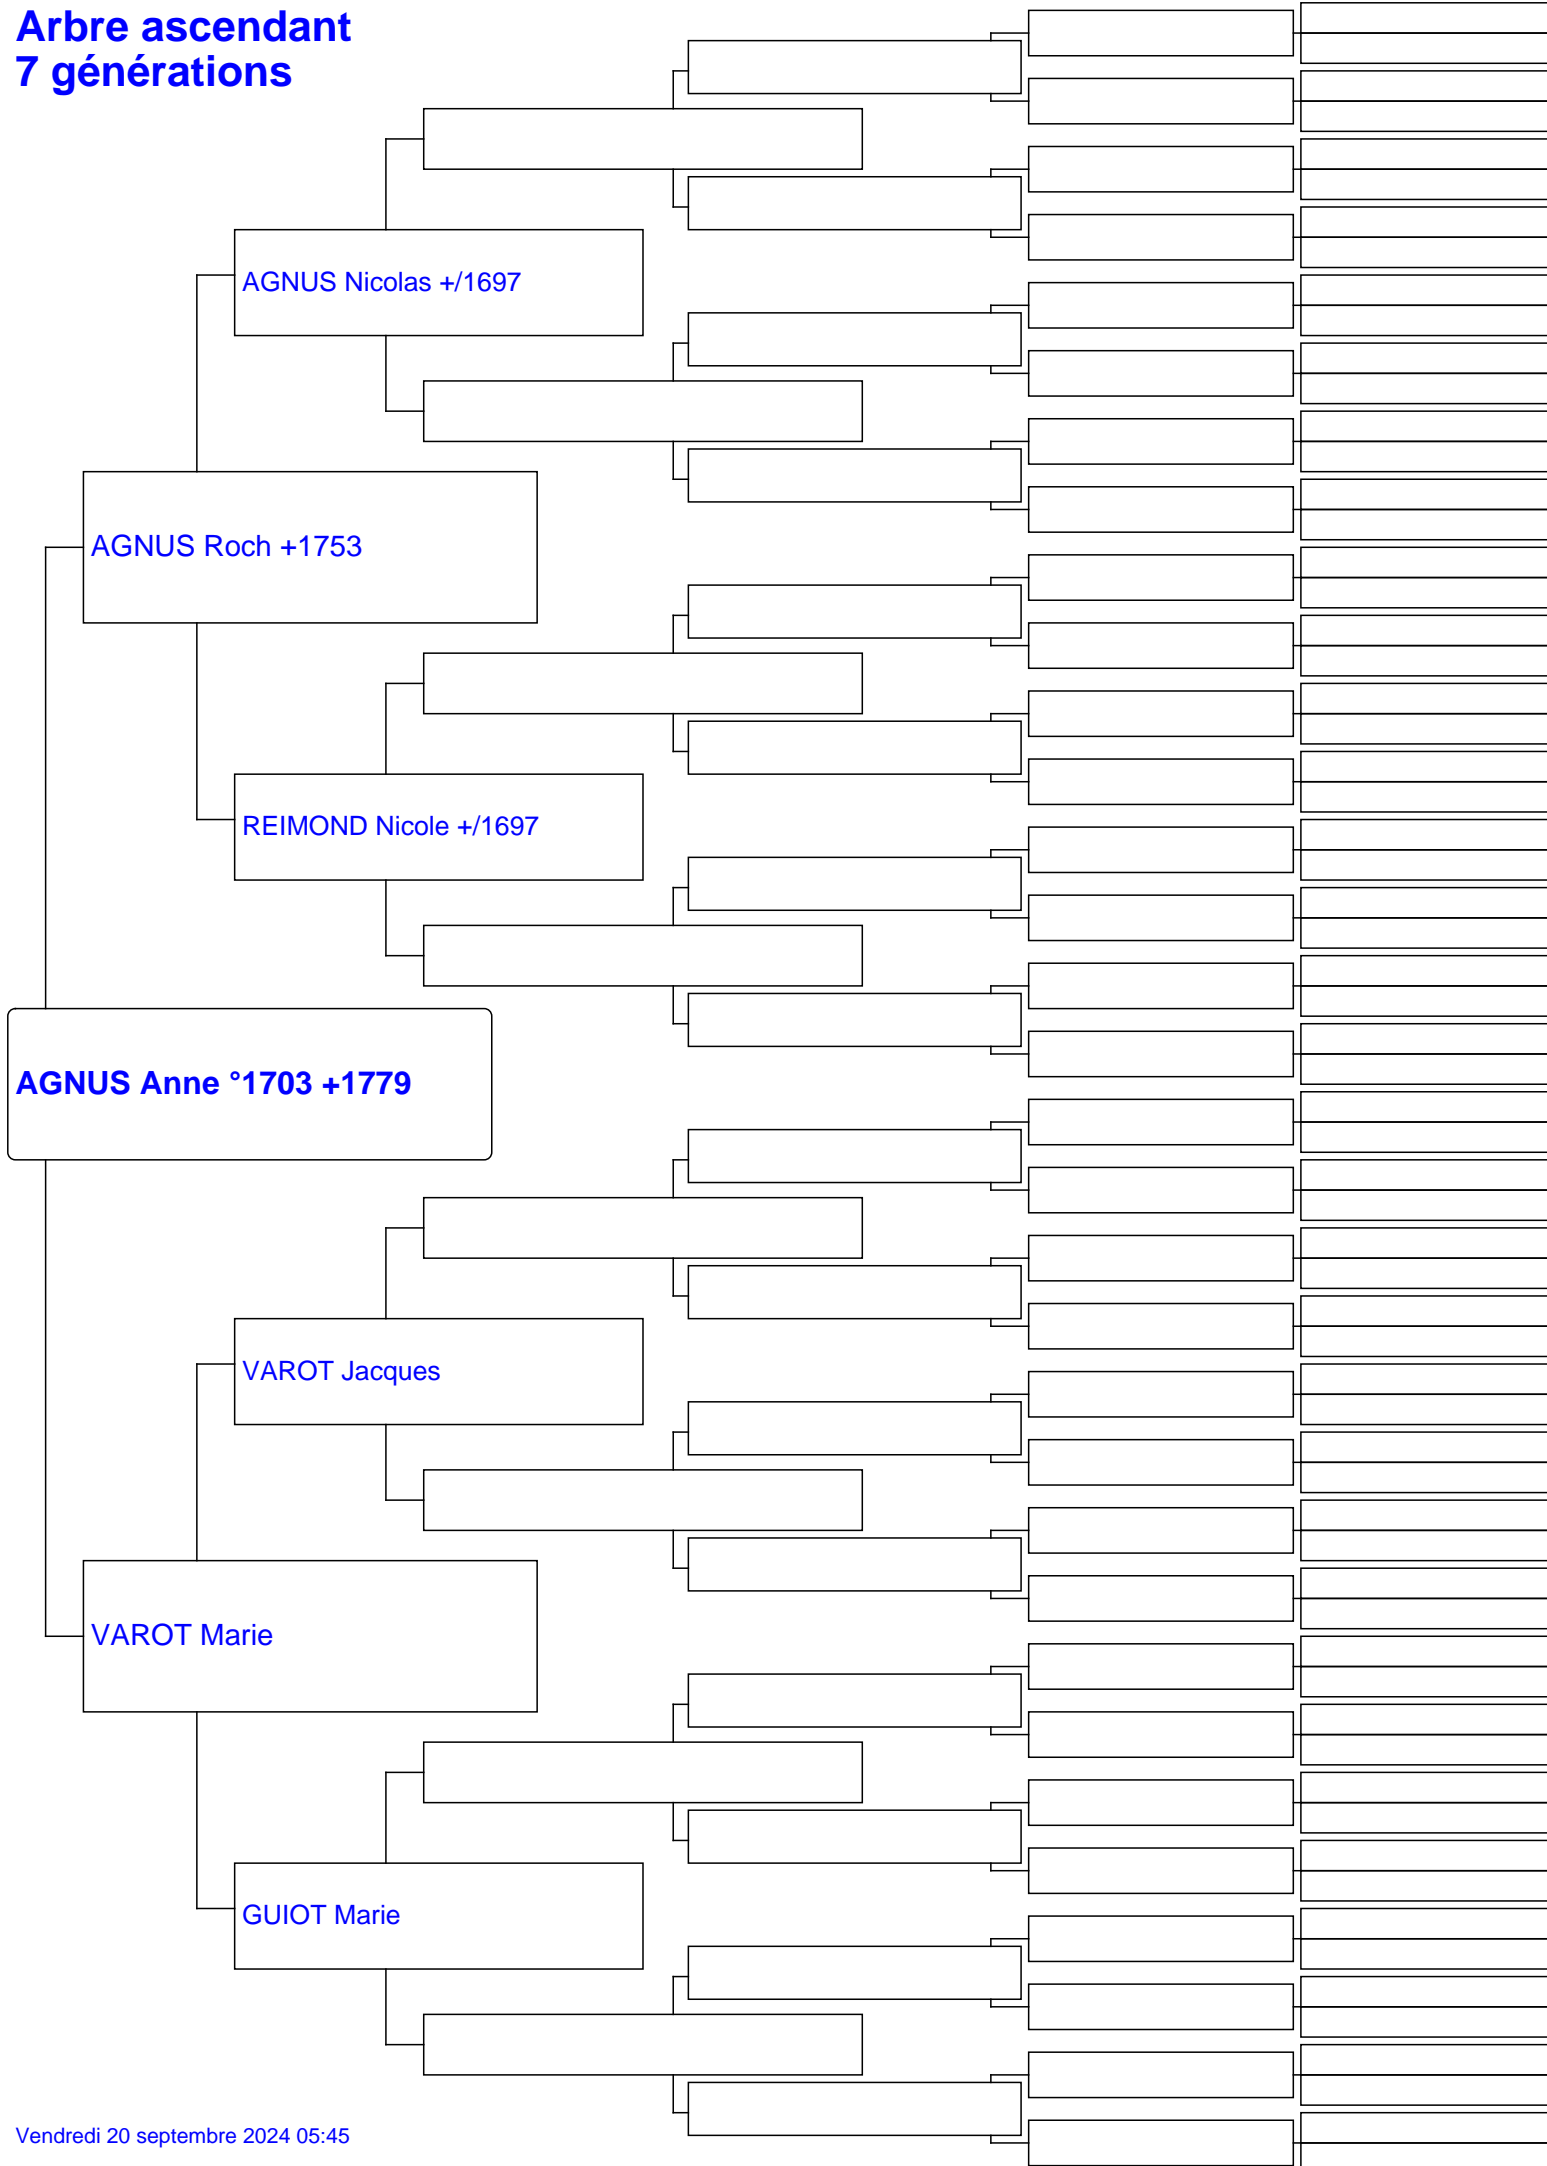 Arbre ascendant
7 générations
AGNUS Nicolas +/1697
AGNUS Roch +1753
REIMOND Nicole +/1697
AGNUS Anne °1703 +1779
VAROT Jacques
VAROT Marie
GUIOT Marie
Vendredi 20 septembre 2024 05:45